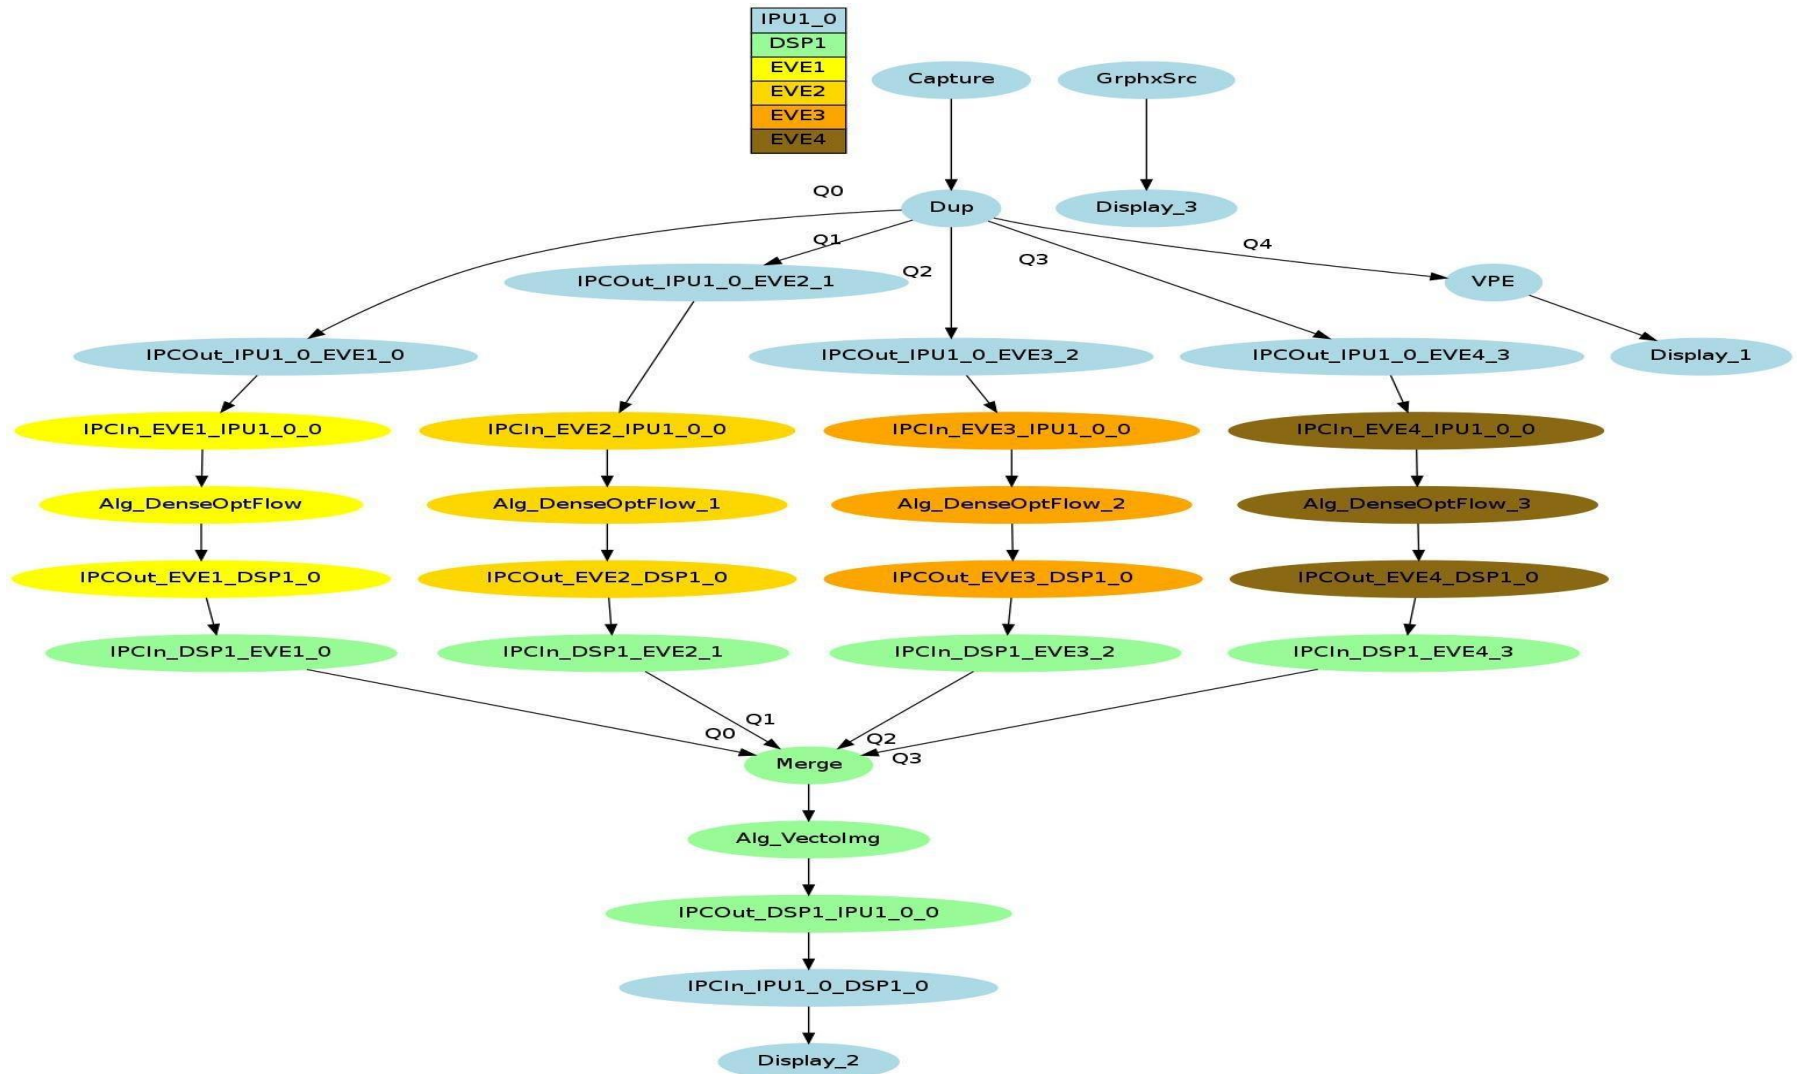 IPU1_0
DSP1
EVE1
EVE2
EVE3
EVE4
Capture
GrphxSrc
Q0
Dup
Display_3
Q1
Q2
Q3
Q4
IPCOut_IPU1_0_EVE2_1
VPE
IPCOut_IPU1_0_EVE1_0
IPCOut_IPU1_0_EVE3_2
IPCOut_IPU1_0_EVE4_3
Display_1
IPCIn_EVE1_IPU1_0_0
IPCIn_EVE2_IPU1_0_0
IPCIn_EVE3_IPU1_0_0
IPCIn_EVE4_IPU1_0_0
Alg_DenseOptFlow
Alg_DenseOptFlow_1
Alg_DenseOptFlow_2
Alg_DenseOptFlow_3
IPCOut_EVE1_DSP1_0
IPCOut_EVE2_DSP1_0
IPCOut_EVE3_DSP1_0
IPCOut_EVE4_DSP1_0
IPCIn_DSP1_EVE1_0
IPCIn_DSP1_EVE2_1
IPCIn_DSP1_EVE3_2
IPCIn_DSP1_EVE4_3
Q0
Q1
Q2
Q3
Merge
Alg_VectoImg
IPCOut_DSP1_IPU1_0_0
IPCIn_IPU1_0_DSP1_0
Display_2